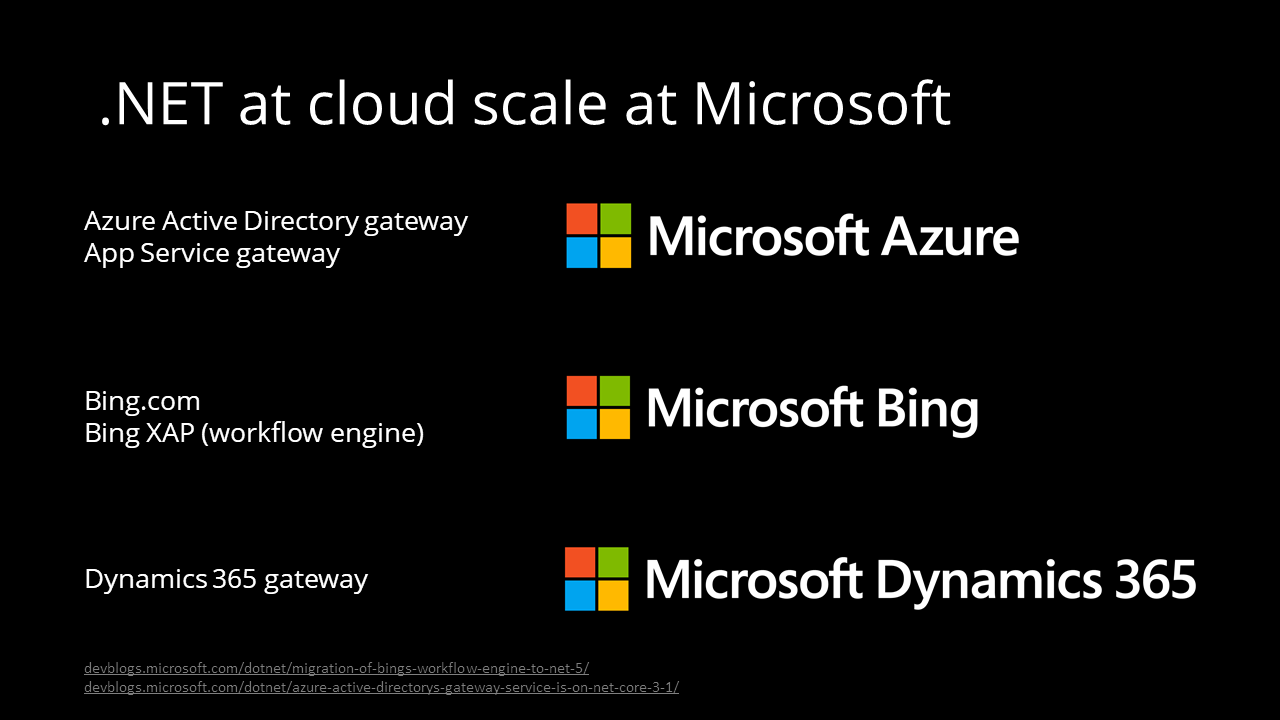 .NET at cloud scale at Microsoft
Azure Active Directory gateway
App Service gateway
Microsoft Azure
Bing.com
Bing XAP (workflow engine)
Microsoft Bing
Dynamics 365 gateway
Microsoft Dynamics 365
devblogs.microsoft.com/dotnet/migration-of-bings-workflow-engine-to-net-5/
devblogs.microsoft.com/dotnet/azure-active-directorys-gateway-service-is-on-net-core-3-1/